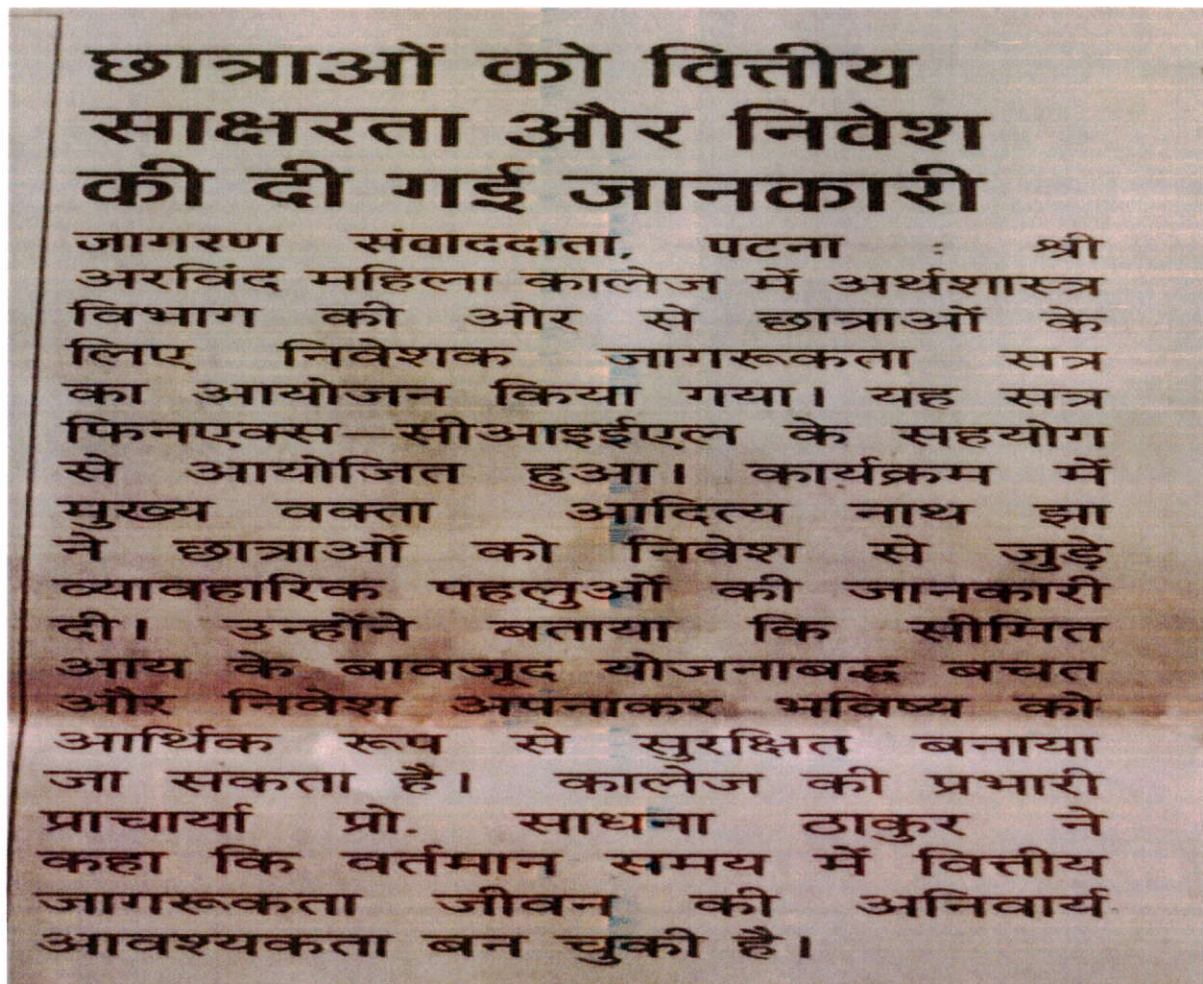 छात्राओं को वित्तीय
साक्षरता और निवेश
की दी गई जानकारी
जागरण संवाददाता, पटना : श्री
अरविंद महिला कालेज में अर्थशास्त्र
विभाग की ओर से छात्राओं के
लिए निवेशक जागरूकता सत्र
का आयोजन किया गया। यह सत्र
फिनएक्स–सीआइईएल के सहयोग
से आयोजित हुआ। कार्यक्रम में
मुख्य वक्ता आदित्य नाथ झा
ने छात्राओं को निवेश से जुड़े
व्यावहारिक पहलुओं की जानकारी
दी। उन्होंने बताया कि सीमित
आय के बावजूद योजनाबद्ध बचत
और निवेश अपनाकर भविष्य को
आर्थिक रूप से सुरक्षित बनाया
जा सकता है। कालेज की प्रभारी
प्राचार्या प्रो. साधना ठाकुर ने
कहा कि वर्तमान समय में वित्तीय
जागरूकता जीवन की अनिवार्य
आवश्यकता बन चुकी है।